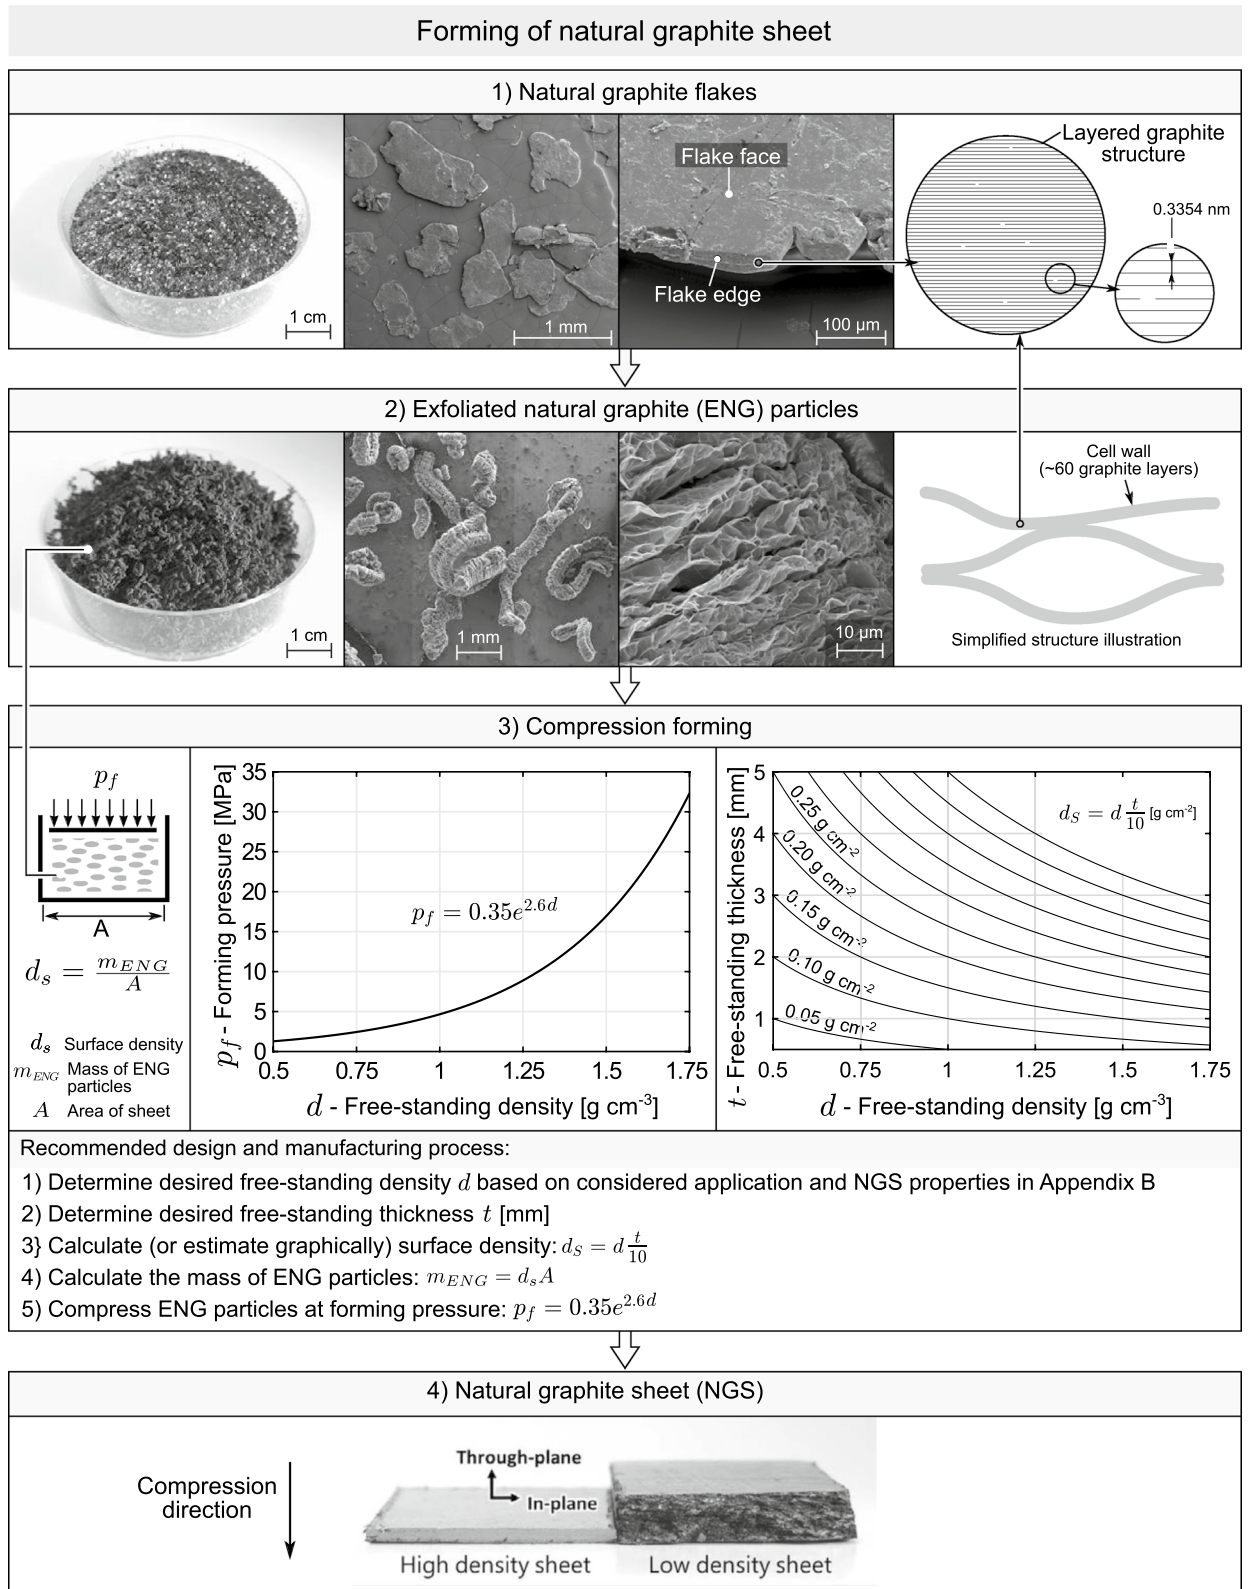 Forming of natural graphite sheet
1) Natural graphite flakes
1 cm
1 mm
Flake face
Flake edge
100 µm
Layered graphite
structure
0.3354 nm
2) Exfoliated natural graphite (ENG) particles
1 cm
1 mm
10 µm
Cell wall
(~60 graphite layers)
Simplified structure illustration
3) Compression forming
p_f
A
d_s = m_ENG / A
d_s Surface density
m_ENG Mass of ENG
particles
A Area of sheet
p_f - Forming pressure [MPa]
35
30
25
20
15
10
5
0
p_f = 0.35e^2.6d
0.5 0.75 1 1.25 1.5 1.75
d - Free-standing density [g cm⁻³]
t - Free-standing thickness [mm]
5
4
3
2
1
d_S = d t/10 [g cm⁻²]
0.25 g cm⁻²
0.20 g cm⁻²
0.15 g cm⁻²
0.10 g cm⁻²
0.05 g cm⁻²
0.5 0.75 1 1.25 1.5 1.75
d - Free-standing density [g cm⁻³]
Recommended design and manufacturing process:
1) Determine desired free-standing density d based on considered application and NGS properties in Appendix B
2) Determine desired free-standing thickness t [mm]
3} Calculate (or estimate graphically) surface density: d_S = d t/10
4) Calculate the mass of ENG particles: m_ENG = d_s A
5) Compress ENG particles at forming pressure: p_f = 0.35e^2.6d
4) Natural graphite sheet (NGS)
Compression
direction
Through-plane
In-plane
High density sheet
Low density sheet